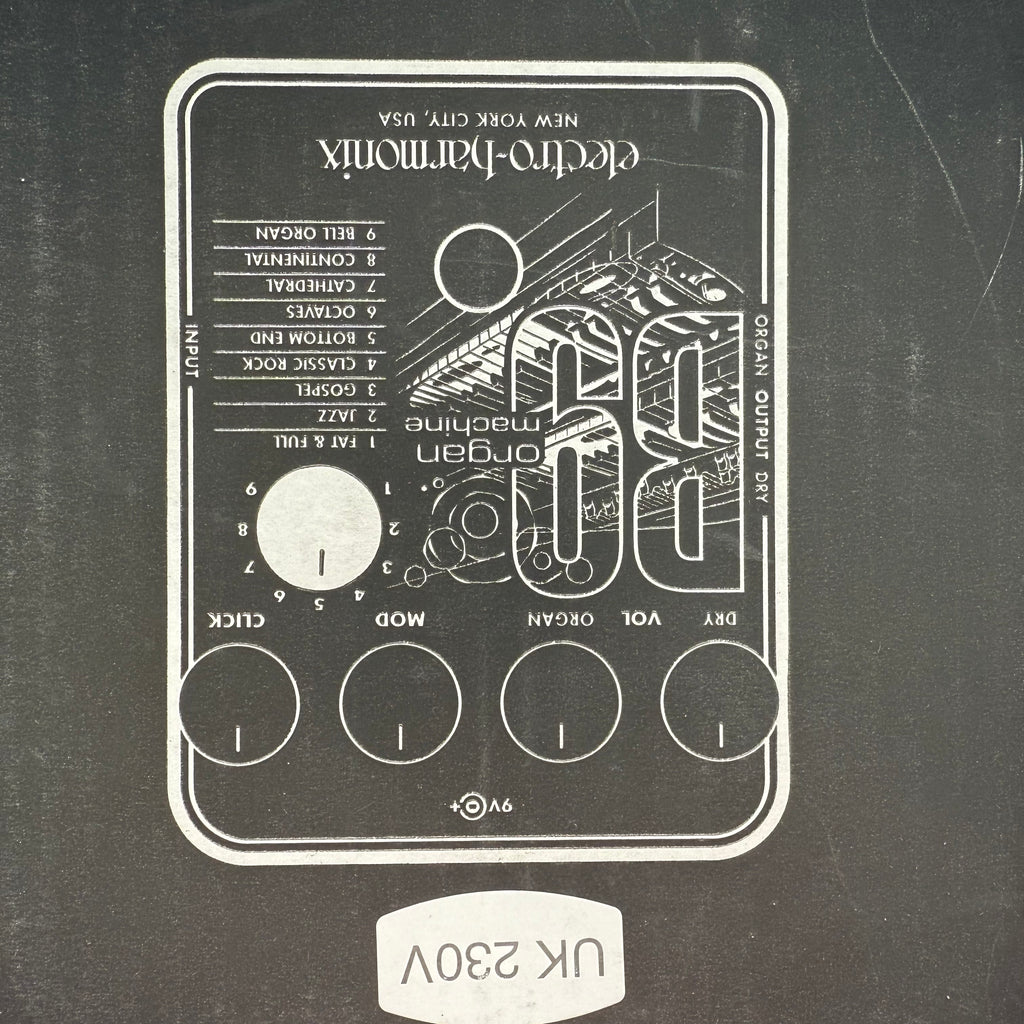 UK 230V
9V
DRY VOL ORGAN MOD CLICK
B9
organ
machine
4 5 6
3 7
2 8
1 9
1 FAT & FULL
2 JAZZ
3 GOSPEL
4 CLASSIC ROCK
5 BOTTOM END
6 OCTAVES
7 CATHEDRAL
8 CONTINENTAL
9 BELL ORGAN
ORGAN OUTPUT DRY
INPUT
electro-harmonix
NEW YORK CITY, USA